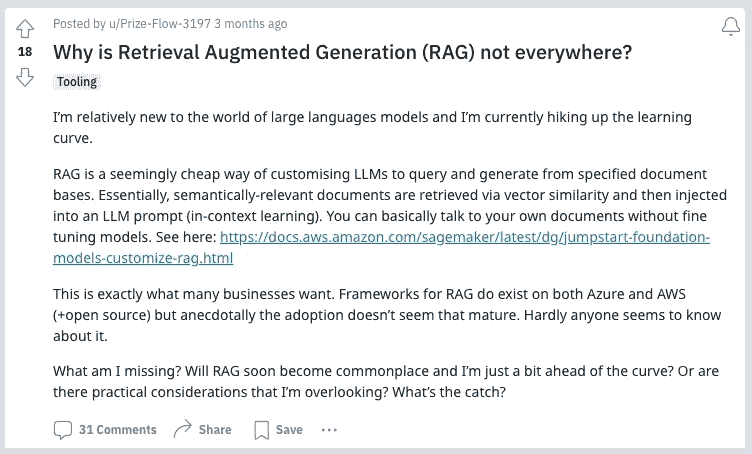 Posted by u/Prize-Flow-3197 3 months ago
18
Why is Retrieval Augmented Generation (RAG) not everywhere?
Tooling
I'm relatively new to the world of large languages models and I'm currently hiking up the learning
curve.
RAG is a seemingly cheap way of customising LLMs to query and generate from specified document
bases. Essentially, semantically-relevant documents are retrieved via vector similarity and then injected
into an LLM prompt (in-context learning). You can basically talk to your own documents without fine
tuning models. See here: https://docs.aws.amazon.com/sagemaker/latest/dg/jumpstart-foundation-
models-customize-rag.html
This is exactly what many businesses want. Frameworks for RAG do exist on both Azure and AWS
(+open source) but anecdotally the adoption doesn't seem that mature. Hardly anyone seems to know
about it.
What am I missing? Will RAG soon become commonplace and I'm just a bit ahead of the curve? Or are
there practical considerations that I'm overlooking? What's the catch?
31 Comments Share Save